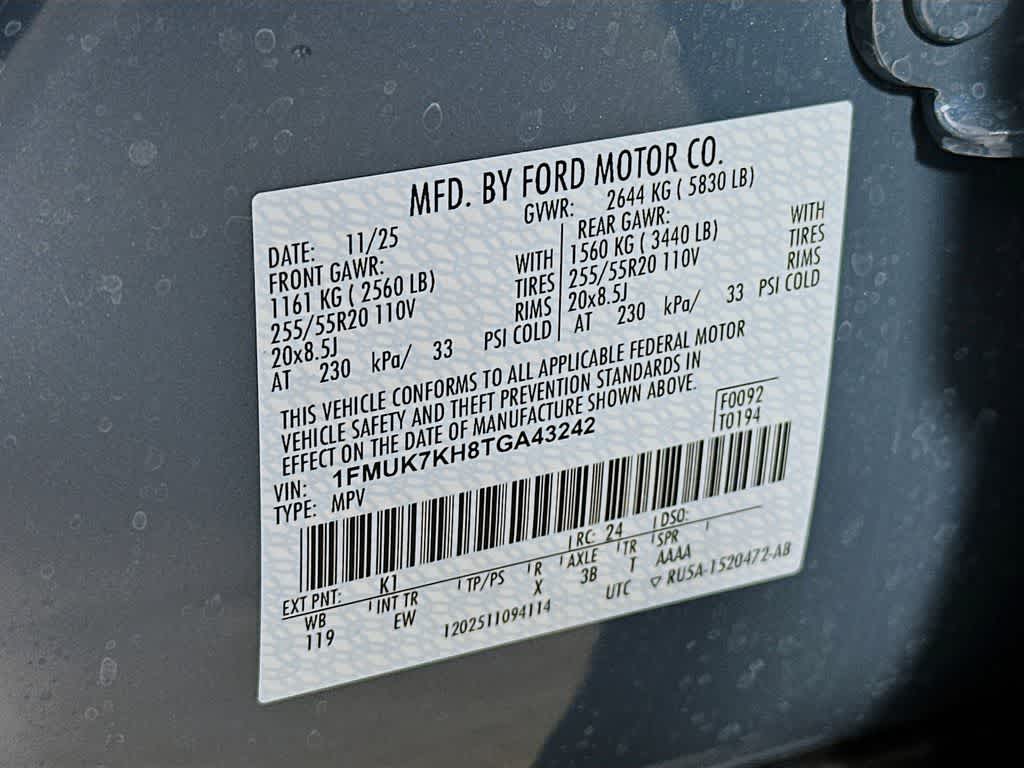 MFD. BY FORD MOTOR CO.
DATE: 11/25
GVWR: 2644 KG ( 5830 LB)
FRONT GAWR:
1161 KG ( 2560 LB) WITH
255/55R20 110V TIRES
20x8.5J RIMS
AT 230 kPa/ 33 PSI COLD
REAR GAWR:
1560 KG ( 3440 LB) WITH
255/55R20 110V TIRES
20x8.5J RIMS
AT 230 kPa/ 33 PSI COLD
THIS VEHICLE CONFORMS TO ALL APPLICABLE FEDERAL MOTOR
VEHICLE SAFETY AND THEFT PREVENTION STANDARDS IN
EFFECT ON THE DATE OF MANUFACTURE SHOWN ABOVE.
F0092
T0194
VIN: 1FMUK7KH8TGA43242
TYPE: MPV
EXT PNT: K1 RC: 24 DSO:
WB INT TR TP/PS R AXLE TR SPR
119 EW X 3B T AAAA
1202511094114 UTC ▽ RU5A-1520472-AB